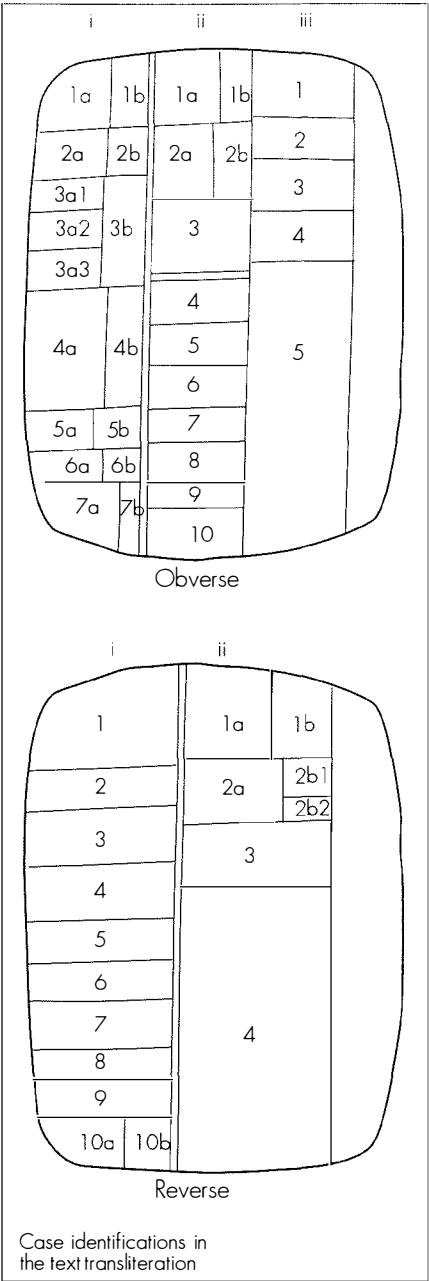 i ii iii
1a 1b 1a 1b 1
2a 2b 2a 2b 2
3a1 3
3a2 3b 3 4
3a3
4a 4b 4 5
5
6
5a 5b 7
6a 6b 8
7a 7b 9
10
Obverse
i ii
1 1a 1b
2 2a 2b1
2b2
3 3
4
5
6
7 4
8
9
10a 10b
Reverse
Case identifications in
the text transliteration